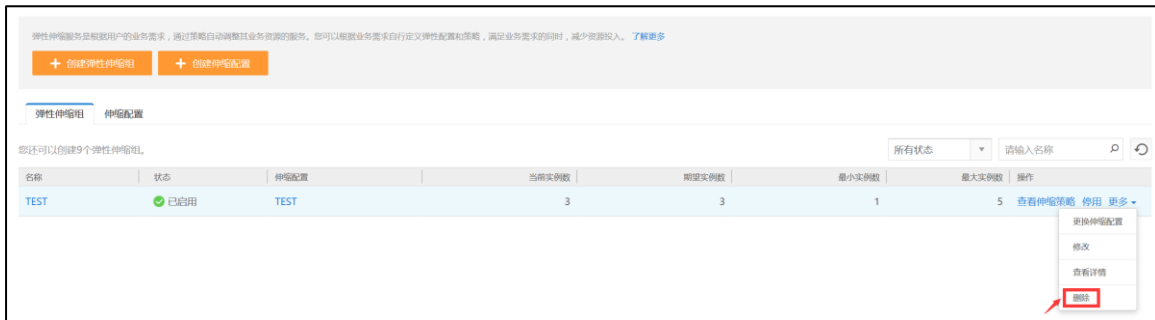 弹性伸缩服务是根据用户的业务需求，通过策略自动调整其业务资源的服务。您可以根据业务需求自行定义弹性配置和策略，满足业务需求的同时，减少资源投入。 了解更多
+ 创建弹性伸缩组 + 创建伸缩配置
弹性伸缩组 伸缩配置
您还可以创建9个弹性伸缩组。 所有状态 请输入名称
名称 状态 伸缩配置 当前实例数 期望实例数 最小实例数 最大实例数 操作
TEST 已启用 TEST 3 3 1 5 查看伸缩策略 停用 更多
更换伸缩配置
修改
查看详情
删除